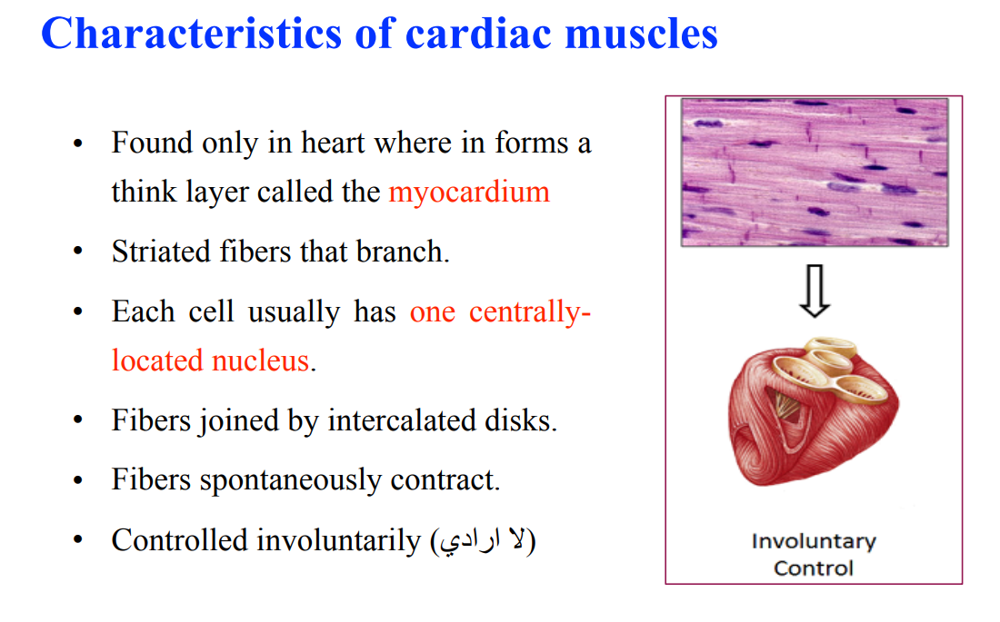 Characteristics of cardiac muscles
• Found only in heart where in forms a
think layer called the myocardium
• Striated fibers that branch.
• Each cell usually has one centrally-
located nucleus.
• Fibers joined by intercalated disks.
• Fibers spontaneously contract.
• Controlled involuntarily (لا ارادي)
Involuntary
Control